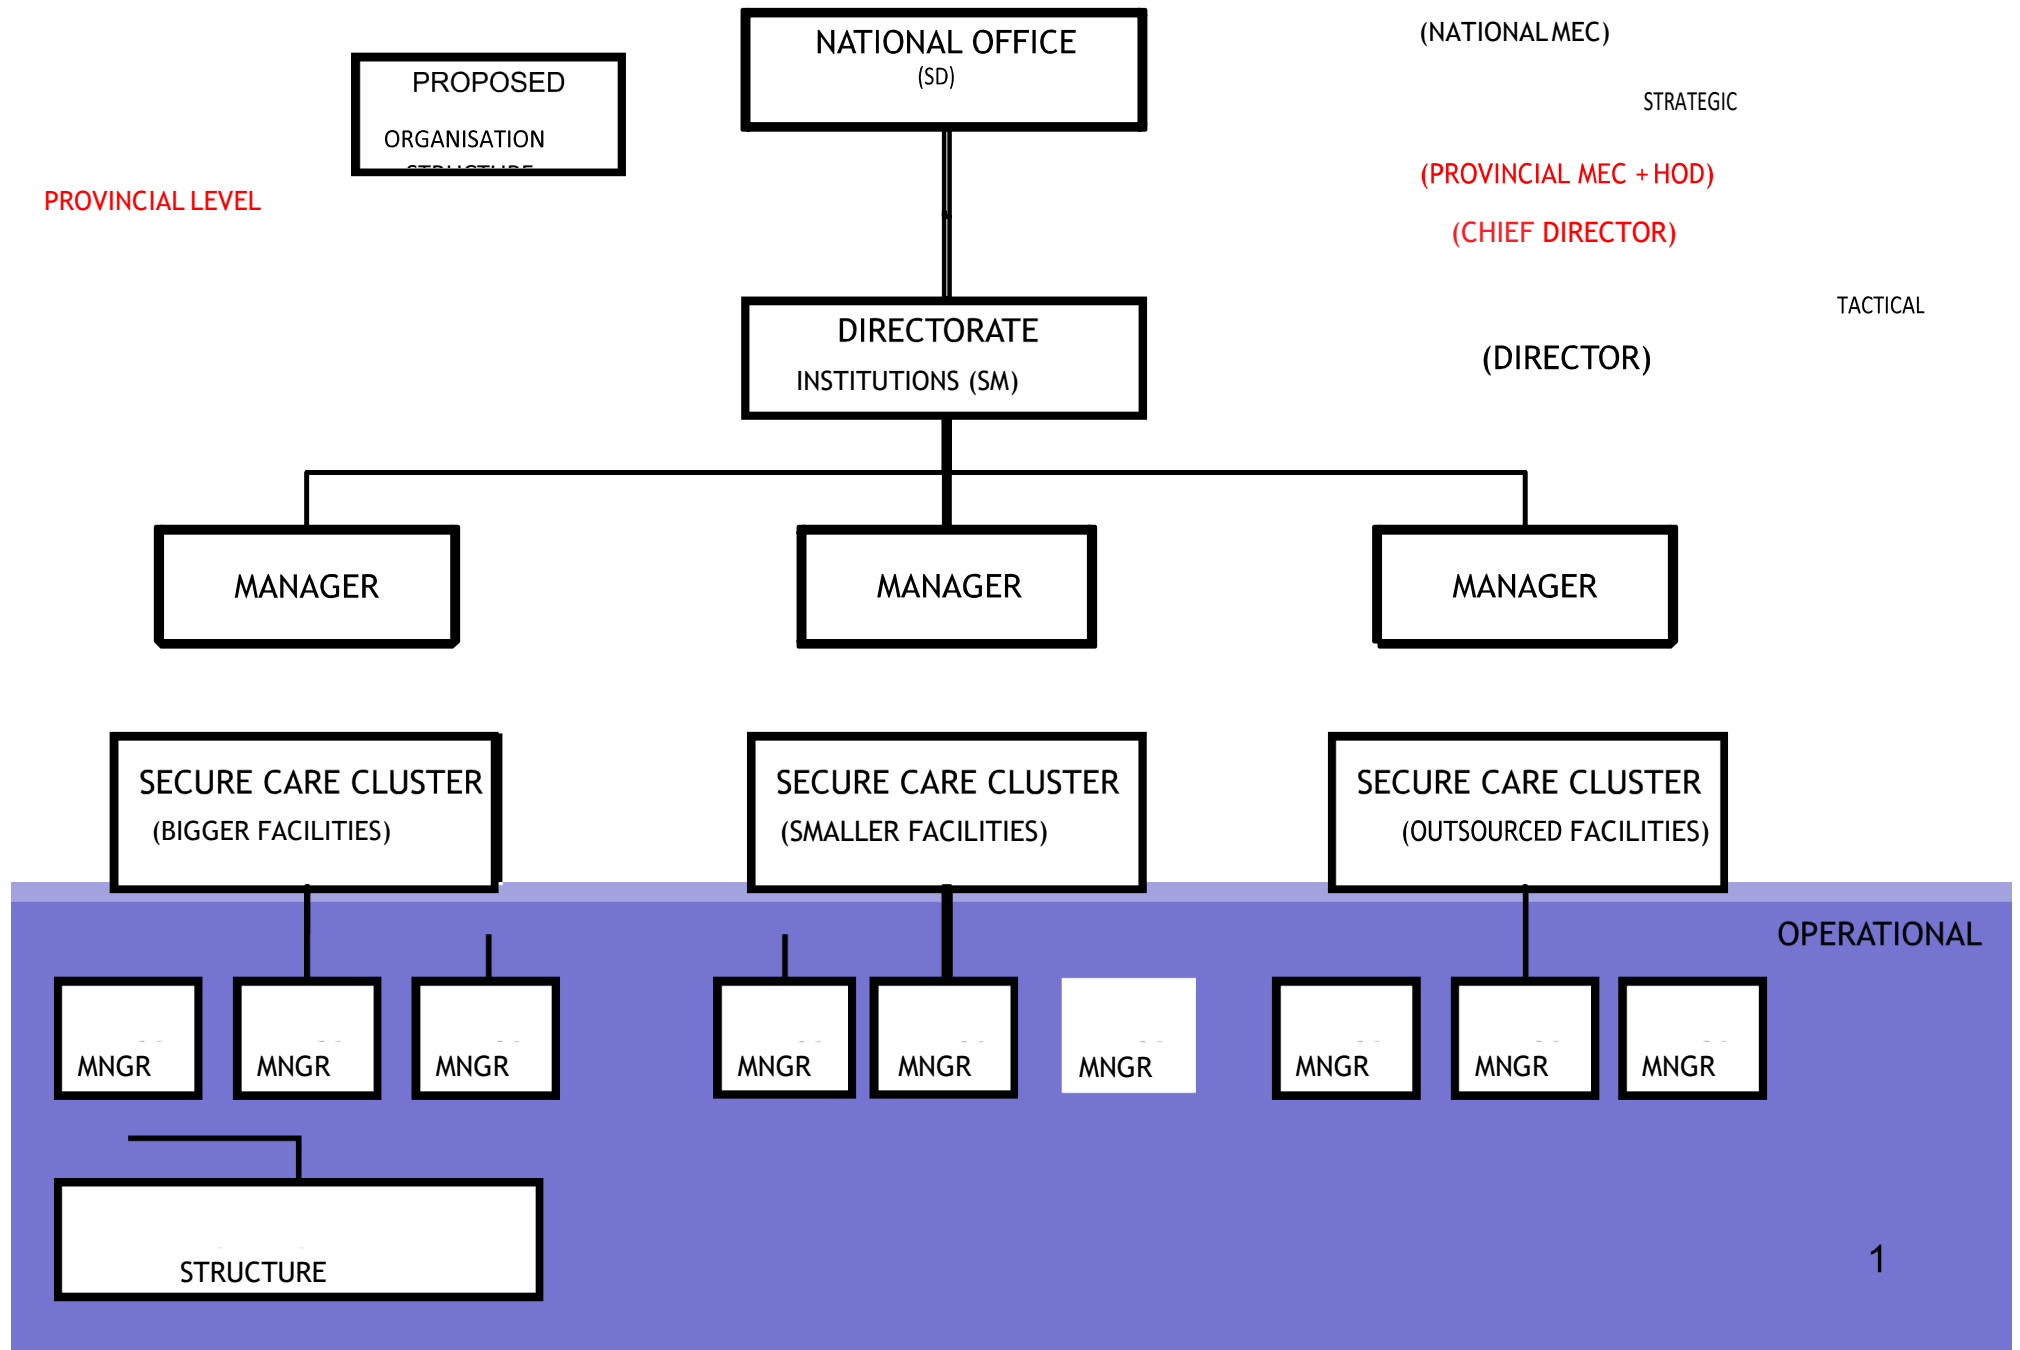 NATIONAL OFFICE
(SD)
(NATIONAL MEC)
PROPOSED
ORGANISATION
STRUCTURE
STRATEGIC
(PROVINCIAL MEC + HOD)
PROVINCIAL LEVEL
(CHIEF DIRECTOR)
DIRECTORATE
INSTITUTIONS (SM)
TACTICAL
(DIRECTOR)
MANAGER
MANAGER
MANAGER
SECURE CARE CLUSTER
(BIGGER FACILITIES)
SECURE CARE CLUSTER
(SMALLER FACILITIES)
SECURE CARE CLUSTER
(OUTSOURCED FACILITIES)
OPERATIONAL
MNGR
MNGR
MNGR
MNGR
MNGR
MNGR
MNGR
MNGR
MNGR
STRUCTURE
1